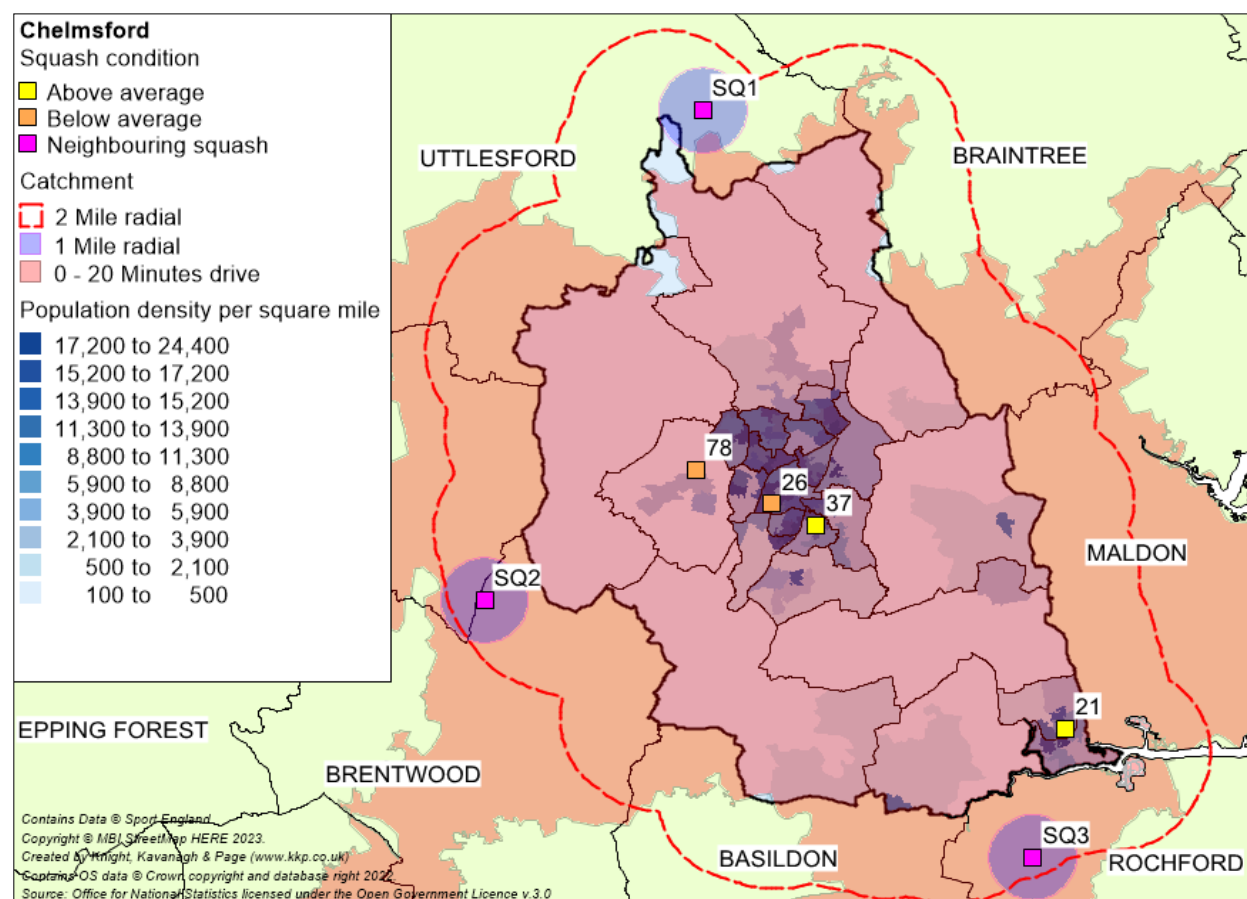 Chelmsford
Squash condition
Above average
Below average
Neighbouring squash
Catchment
2 Mile radial
1 Mile radial
0 - 20 Minutes drive
Population density per square mile
17,200 to 24,400
15,200 to 17,200
13,900 to 15,200
11,300 to 13,900
8,800 to 11,300
5,900 to 8,800
3,900 to 5,900
2,100 to 3,900
500 to 2,100
100 to 500
SQ1
UTTLESFORD
BRAINTREE
78
26
37
MALDON
SQ2
21
EPPING FOREST
BRENTWOOD
SQ3
BASILDON
ROCHFORD
Contains Data © Sport England
Copyright © MBI StreetMap HERE 2023.
Created by Knight, Kavanagh & Page (www.kkp.co.uk)
Contains OS data © Crown copyright and database right 2022.
Source: Office for National Statistics licensed under the Open Government Licence v.3.0